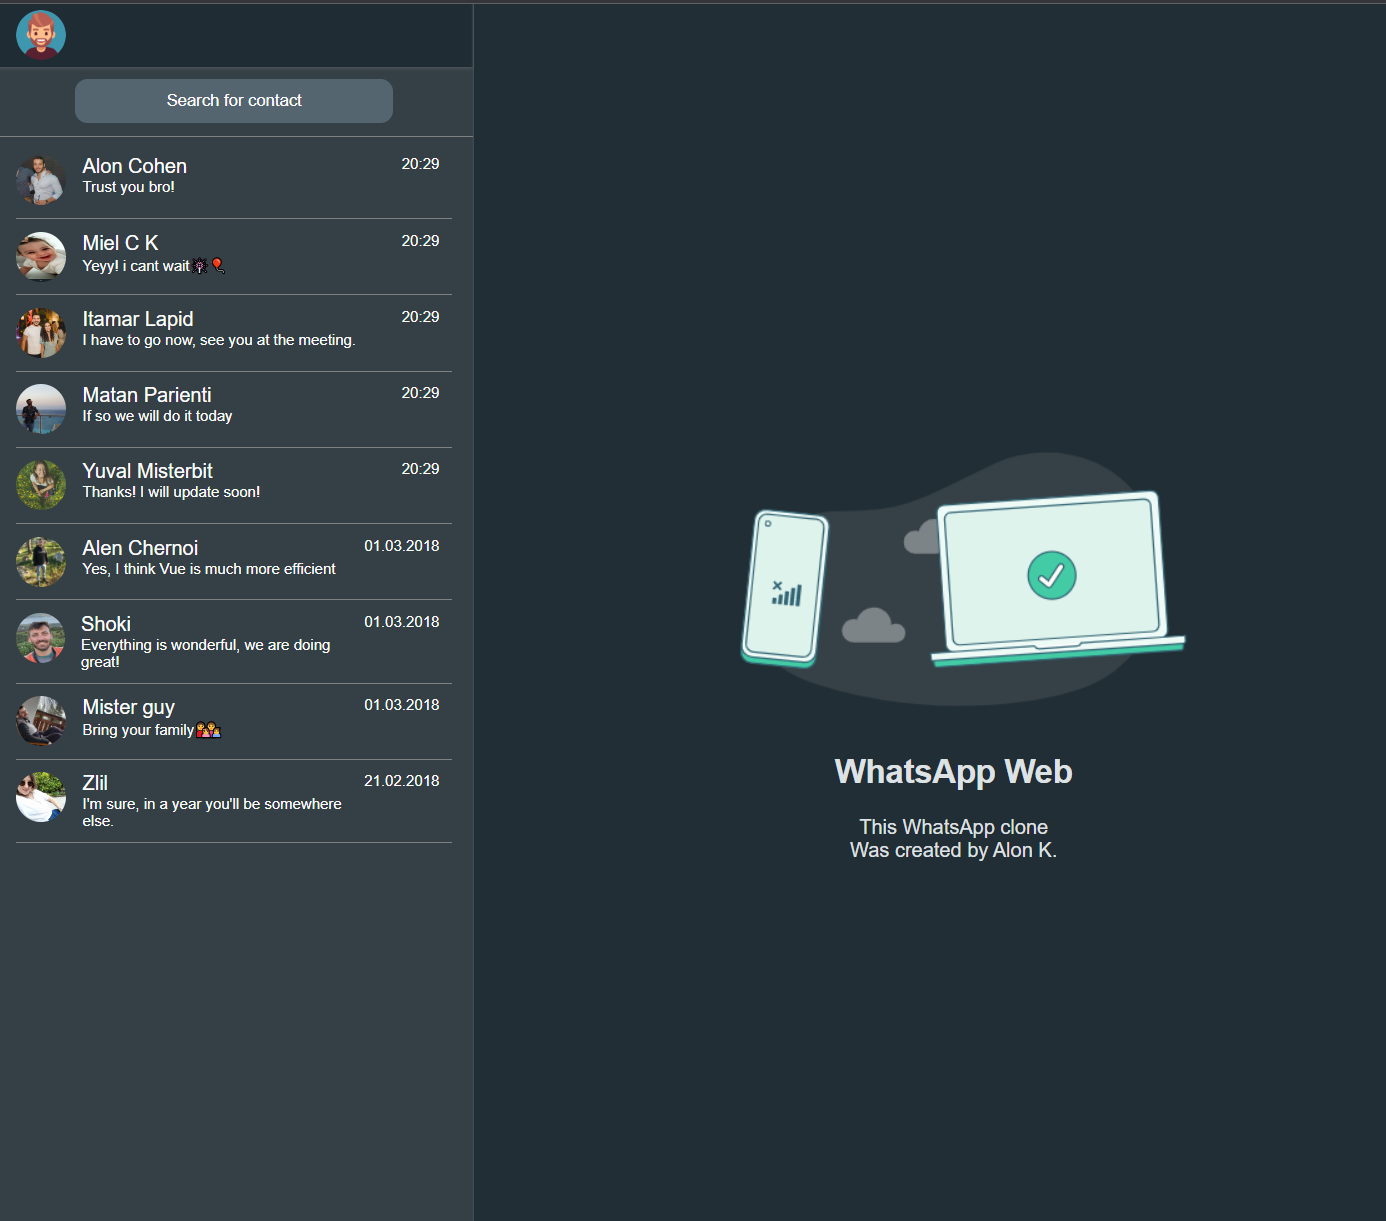 Search for contact
Alon Cohen
20:29
Trust you bro!
Miel C K
20:29
Yeyy! i cant wait🎆🎈
Itamar Lapid
20:29
I have to go now, see you at the meeting.
Matan Parienti
20:29
If so we will do it today
Yuval Misterbit
20:29
Thanks! I will update soon!
Alen Chernoi
01.03.2018
Yes, I think Vue is much more efficient
Shoki
01.03.2018
Everything is wonderful, we are doing
great!
Mister guy
01.03.2018
Bring your family👨‍👩‍👦
Zlil
21.02.2018
I'm sure, in a year you'll be somewhere
else.
WhatsApp Web
This WhatsApp clone
Was created by Alon K.